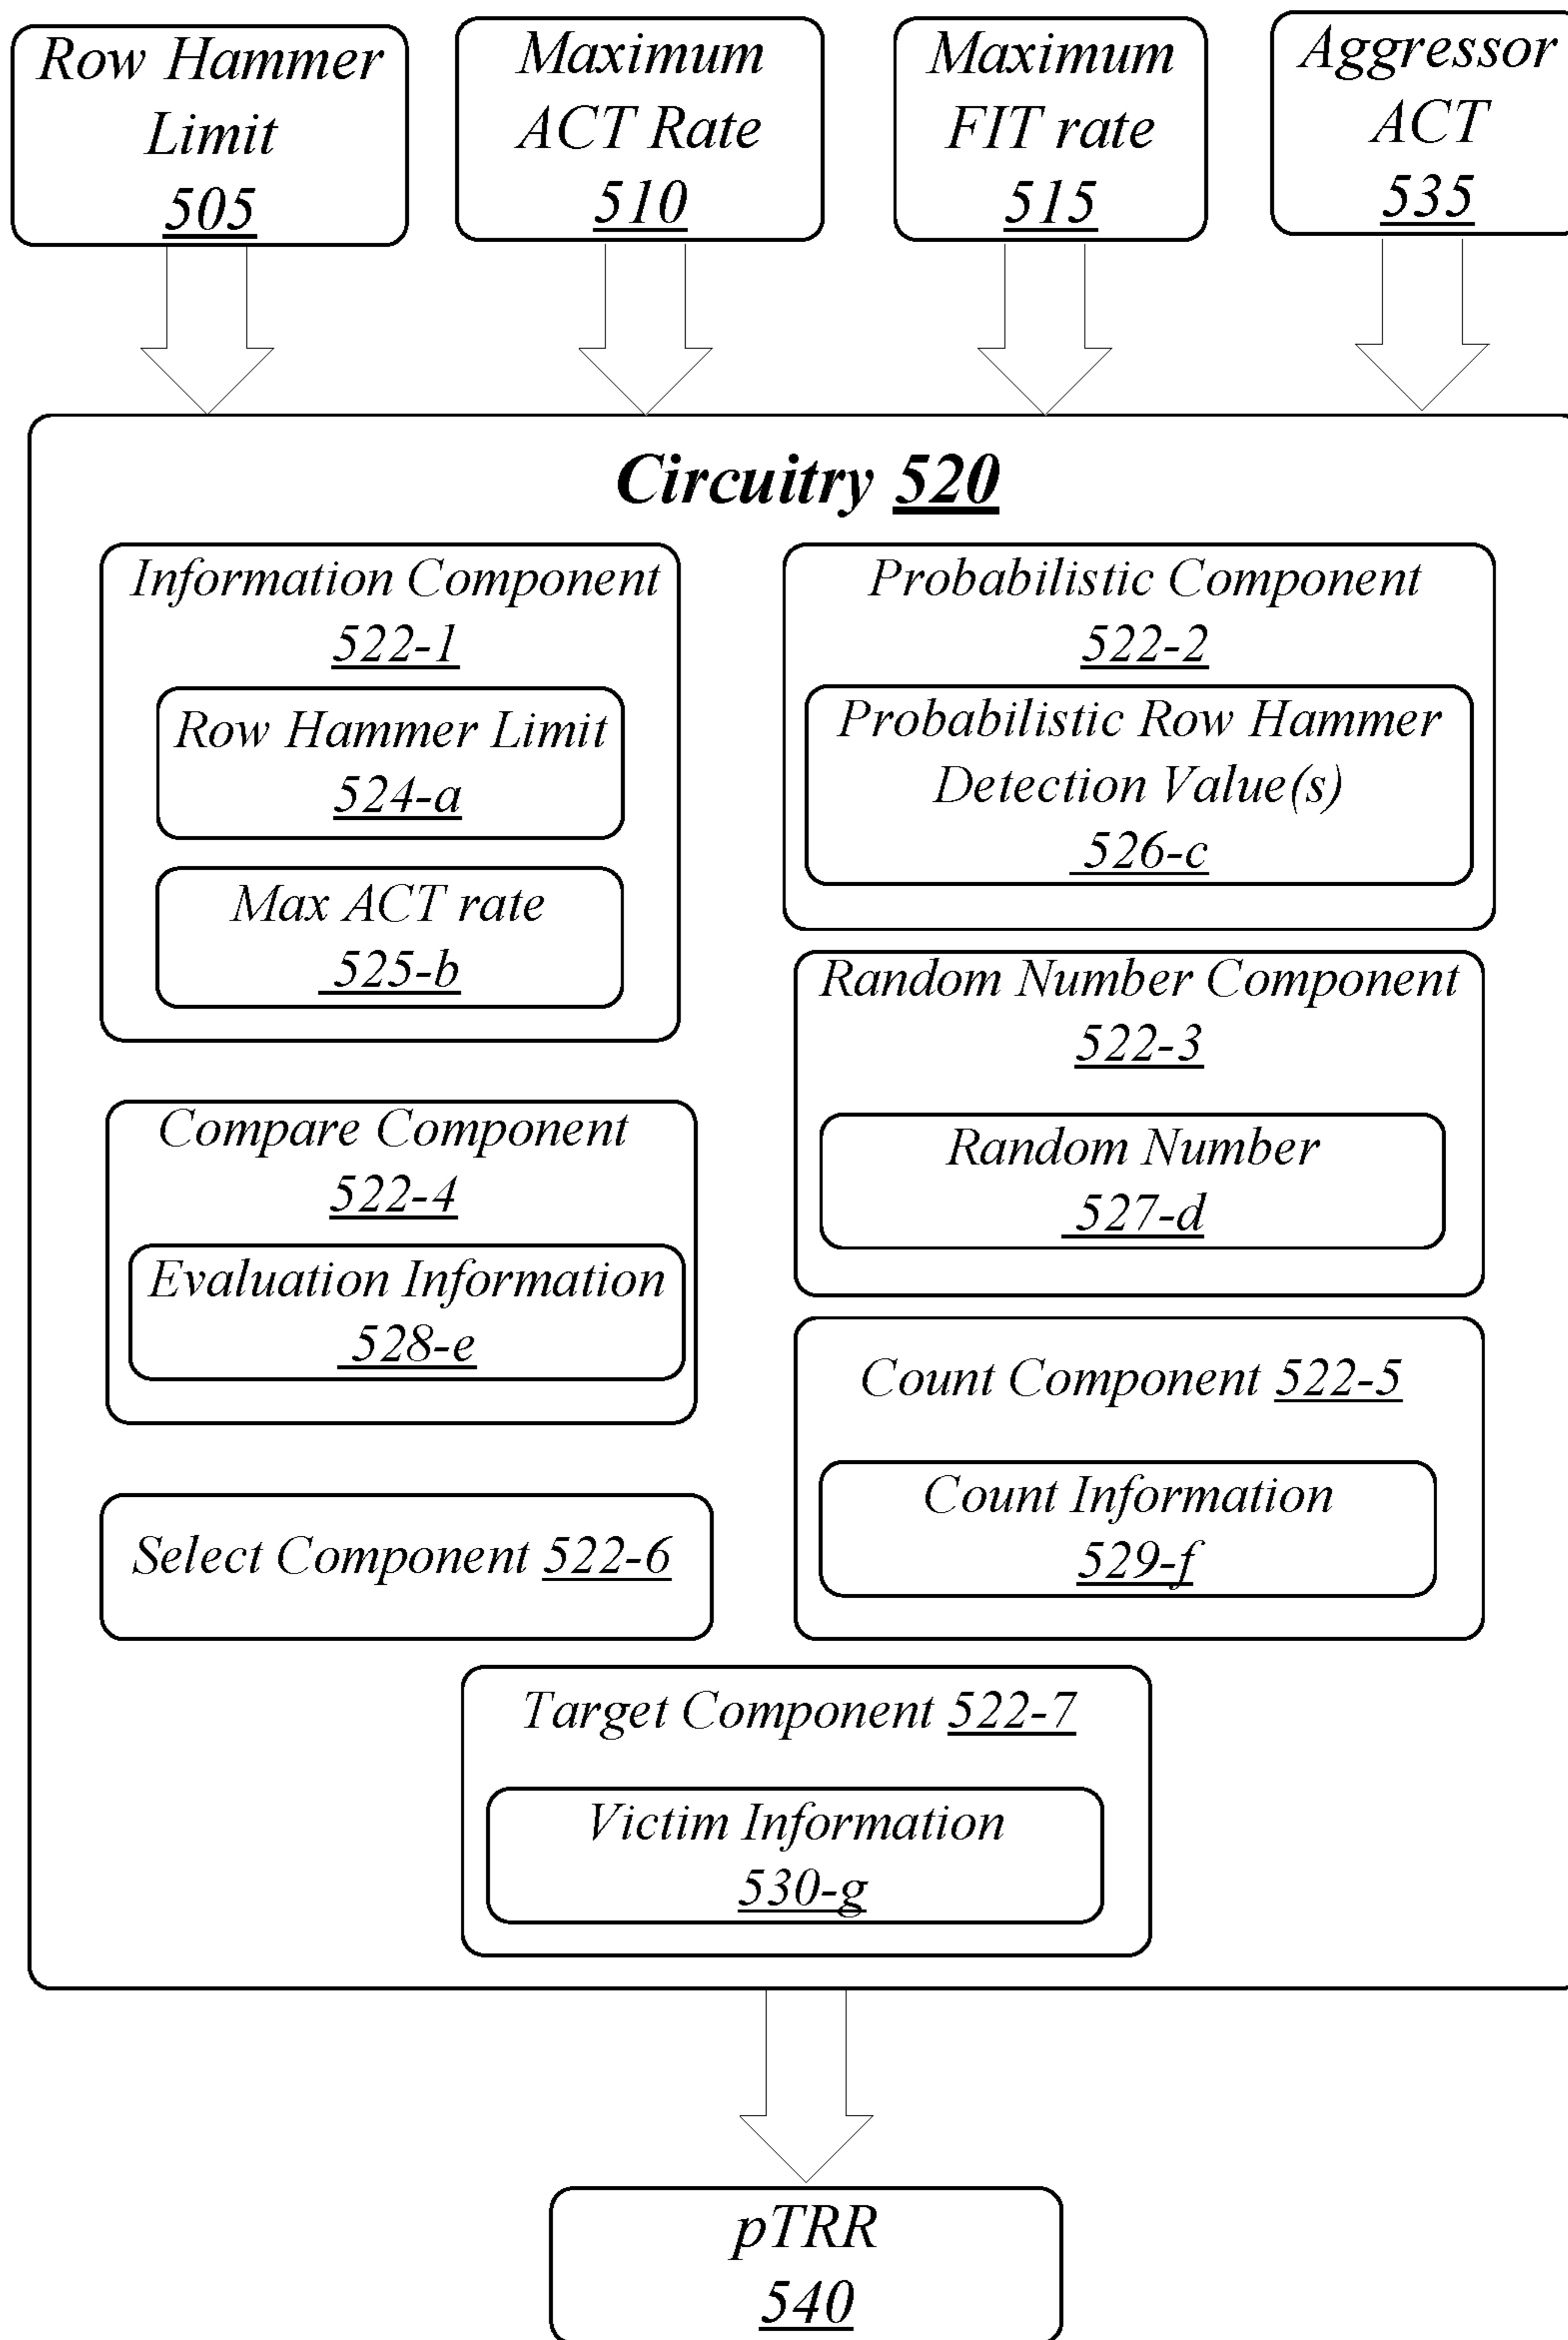 Row Hammer
Limit
505
Maximum
ACT Rate
510
Maximum
FIT rate
515
Aggressor
ACT
535
Circuitry 520
Information Component
522-1
Row Hammer Limit
524-a
Max ACT rate
525-b
Probabilistic Component
522-2
Probabilistic Row Hammer
Detection Value(s)
526-c
Random Number Component
522-3
Random Number
527-d
Compare Component
522-4
Evaluation Information
528-e
Count Component 522-5
Count Information
529-f
Select Component 522-6
Target Component 522-7
Victim Information
530-g
pTRR
540